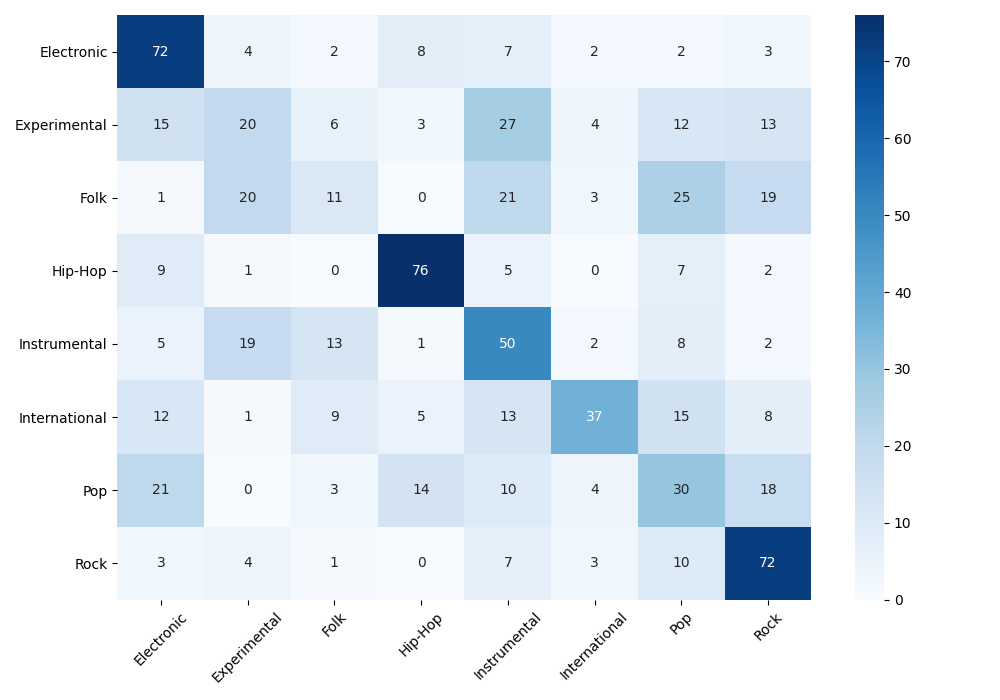 Electronic 72 4 2 8 7 2 2 3
Experimental 15 20 6 3 27 4 12 13
Folk 1 20 11 0 21 3 25 19
Hip-Hop 9 1 0 76 5 0 7 2
Instrumental 5 19 13 1 50 2 8 2
International 12 1 9 5 13 37 15 8
Pop 21 0 3 14 10 4 30 18
Rock 3 4 1 0 7 3 10 72
Electronic Experimental Folk Hip-Hop Instrumental International Pop Rock
70
60
50
40
30
20
10
0